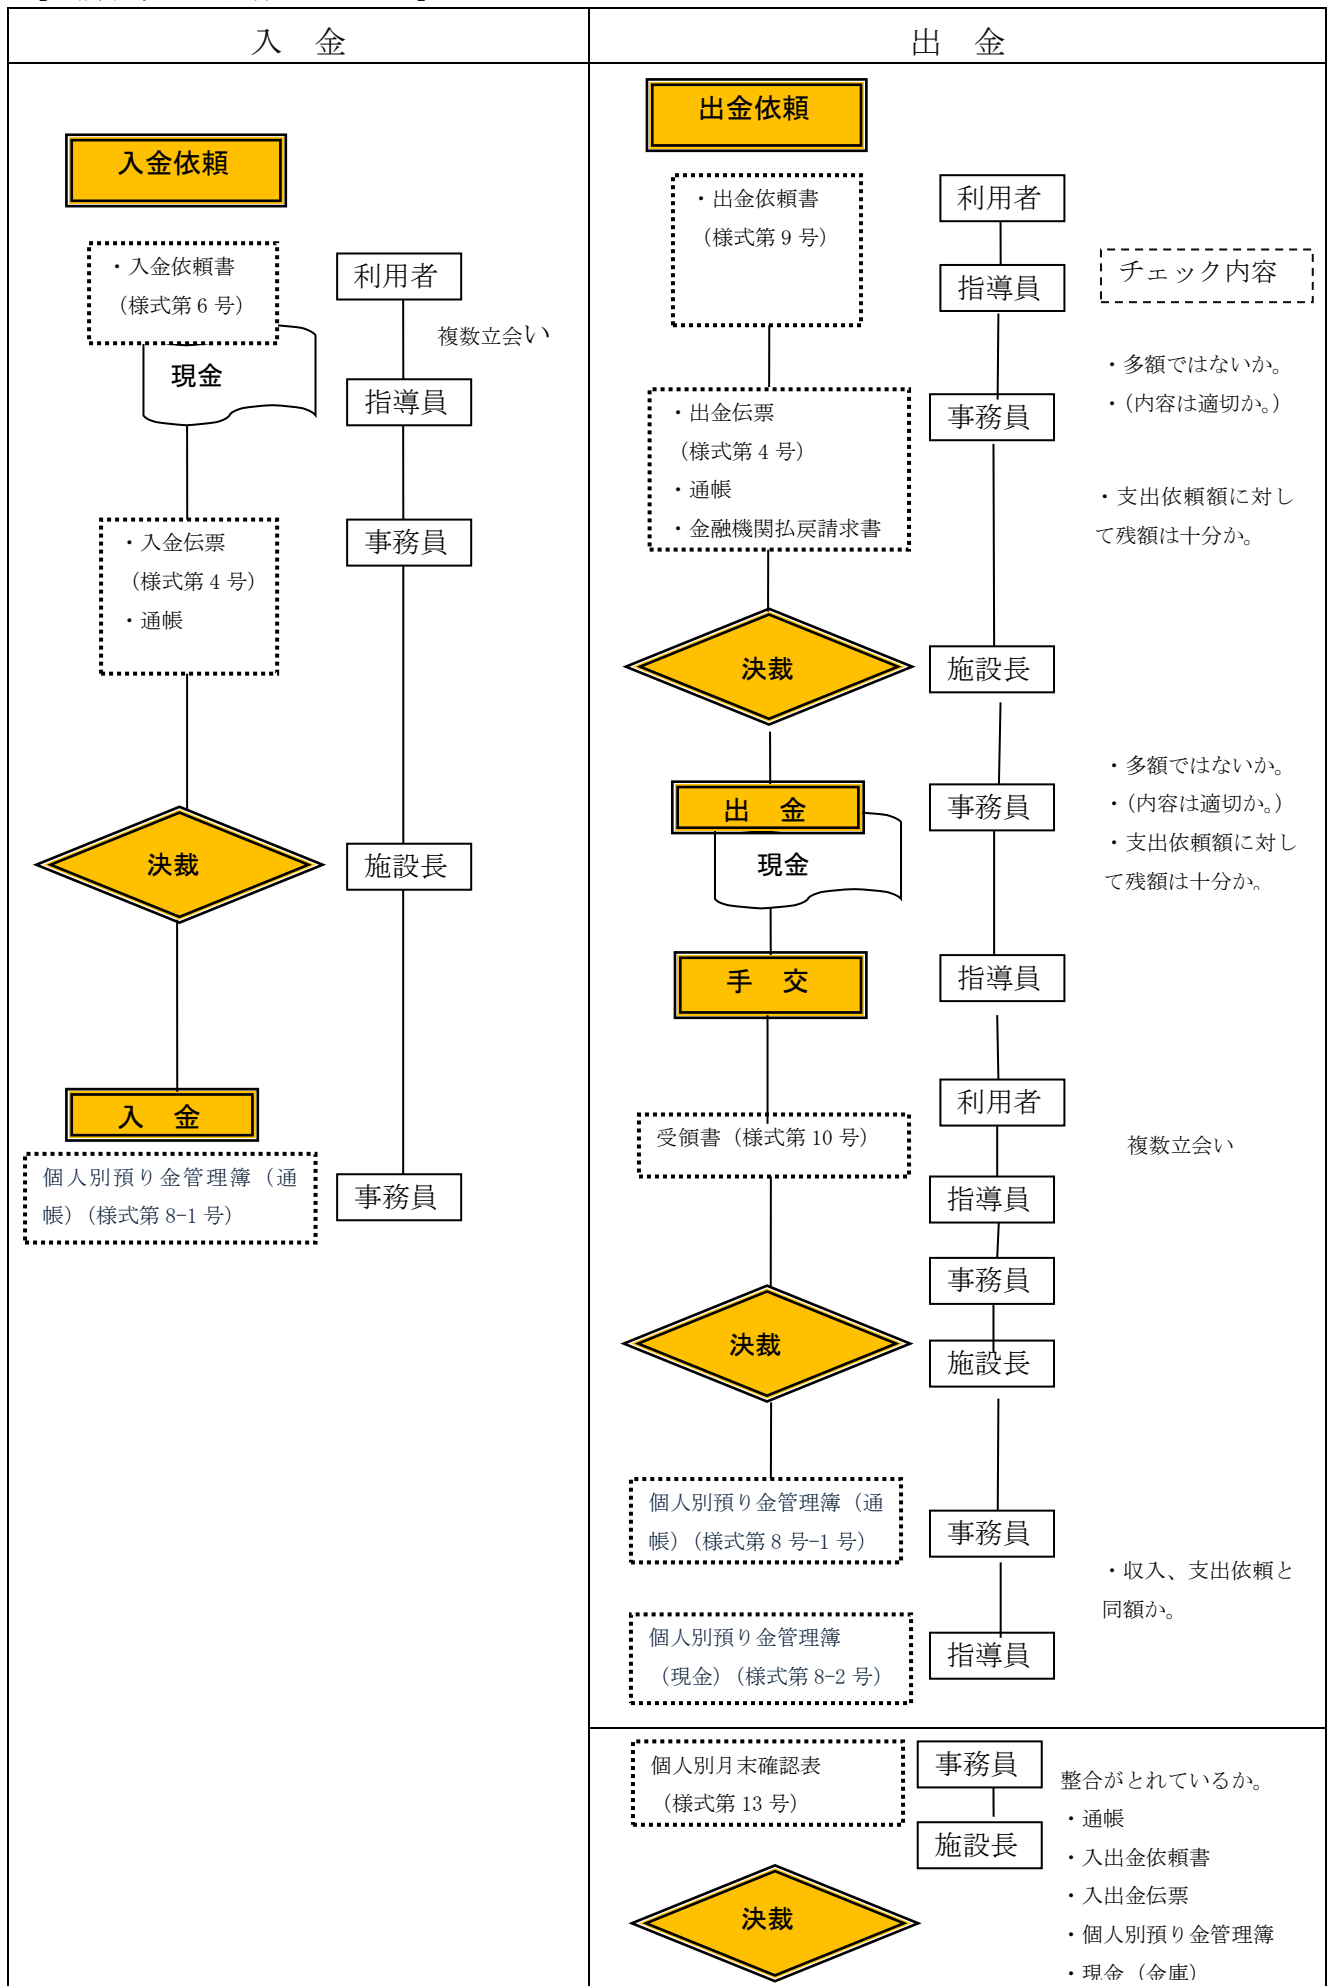 入　金
入金依頼
・入金依頼書
（様式第 6 号）
現金
利用者
複数立会い
指導員
・入金伝票
（様式第 4 号）
・通帳
事務員
決裁
施設長
入　金
個人別預り金管理簿（通
帳）（様式第 8-1 号）
事務員
出　金
出金依頼
・出金依頼書
（様式第 9 号）
利用者
指導員
チェック内容
・多額ではないか。
・（内容は適切か。）
・出金伝票
（様式第 4 号）
・通帳
・金融機関払戻請求書
事務員
・支出依頼額に対し
て残額は十分か。
決裁
施設長
出　金
現金
事務員
・多額ではないか。
・（内容は適切か。）
・支出依頼額に対し
て残額は十分か。
手　交
指導員
利用者
受領書（様式第 10 号）
複数立会い
指導員
事務員
決裁
施設長
個人別預り金管理簿（通
帳）（様式第 8 号-1 号）
事務員
・収入、支出依頼と
同額か。
個人別預り金管理簿
（現金）（様式第 8-2 号）
指導員
個人別月末確認表
（様式第 13 号）
事務員
施設長
決裁
整合がとれているか。
・通帳
・入出金依頼書
・入出金伝票
・個人別預り金管理簿
・現金（金庫）